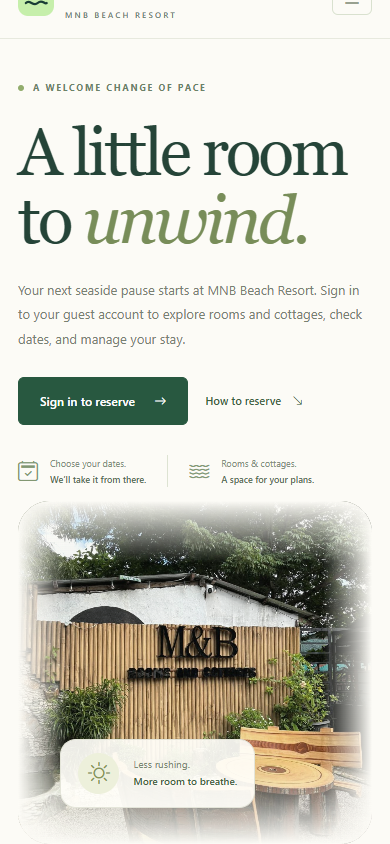 MNB BEACH RESORT
A WELCOME CHANGE OF PACE
A little room
to unwind.
Your next seaside pause starts at MNB Beach Resort. Sign in
to your guest account to explore rooms and cottages, check
dates, and manage your stay.
Sign in to reserve
How to reserve
Choose your dates.
We'll take it from there.
Rooms & cottages.
A space for your plans.
M&B
ROOMS AND COTTAGES
Less rushing.
More room to breathe.